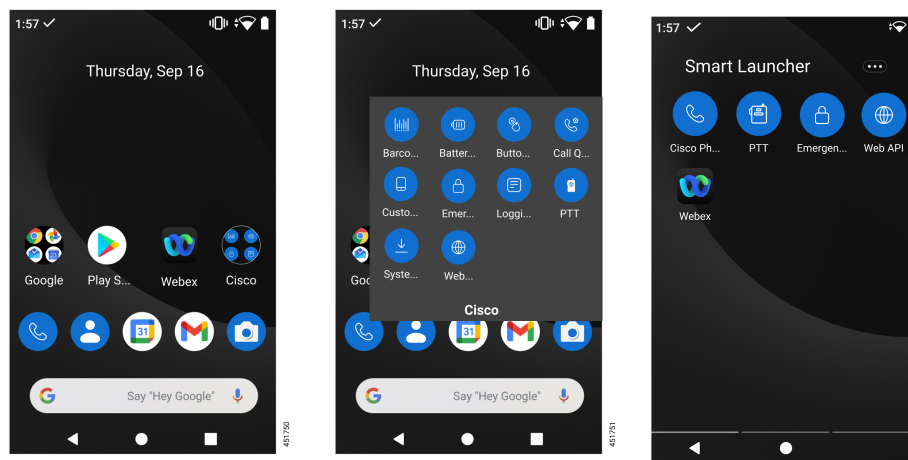 1:57
Thursday, Sep 16
Google Play S... Webex Cisco
31
Say "Hey Google"
451750
1:57
Thursday, Sep 16
Barco... Batter... Butto... Call Q...
Custo... Emer... Loggi... PTT
Syste... Web...
Goo
Cisco
31
Say "Hey Google"
451751
1:57
Smart Launcher
Cisco Ph... PTT Emergen... Web API
Webex